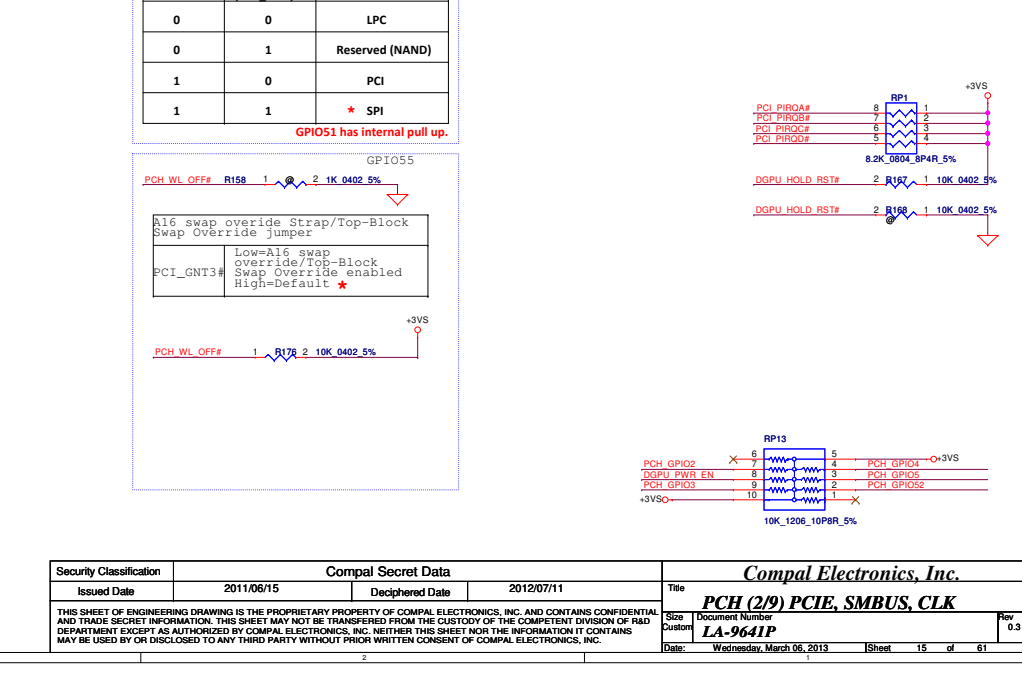 0 0 LPC
0 1 Reserved (NAND)
1 0 PCI
1 1 * SPI
GPIO51 has internal pull up.
GPIO55
PCH_WL_OFF# R158 1 @ 2 1K_0402_5%
A16 swap overide Strap/Top-Block
Swap Override jumper
PCI_GNT3#
Low=A16 swap
override/Top-Block
Swap Override enabled
High=Default *
+3VS
PCH_WL_OFF# 1 R176 2 10K_0402_5%
+3VS
RP1
PCI_PIRQA# 8 1
PCI_PIRQB# 7 2
PCI_PIRQC# 6 3
PCI_PIRQD# 5 4
8.2K_0804_8P4R_5%
DGPU_HOLD_RST# 2 R167 1 10K_0402_5%
DGPU_HOLD_RST# 2 R168 1 10K_0402_5%
@
RP13
6 5 +3VS
PCH_GPIO2 7 4 PCH_GPIO4
DGPU_PWR_EN 8 3 PCH_GPIO5
PCH_GPIO3 9 2 PCH_GPIO52
+3VS 10 1
10K_1206_10P8R_5%
Security Classification Compal Secret Data
Issued Date 2011/06/15 Deciphered Date 2012/07/11
THIS SHEET OF ENGINEERING DRAWING IS THE PROPRIETARY PROPERTY OF COMPAL ELECTRONICS, INC. AND CONTAINS CONFIDENTIAL
AND TRADE SECRET INFORMATION. THIS SHEET MAY NOT BE TRANSFERED FROM THE CUSTODY OF THE COMPETENT DIVISION OF R&D
DEPARTMENT EXCEPT AS AUTHORIZED BY COMPAL ELECTRONICS, INC. NEITHER THIS SHEET NOR THE INFORMATION IT CONTAINS
MAY BE USED BY OR DISCLOSED TO ANY THIRD PARTY WITHOUT PRIOR WRITTEN CONSENT OF COMPAL ELECTRONICS, INC.
Compal Electronics, Inc.
Title
PCH (2/9) PCIE, SMBUS, CLK
Size Document Number Rev
Custom LA-9641P 0.3
Date: Wednesday, March 06, 2013 Sheet 15 of 61
2 1